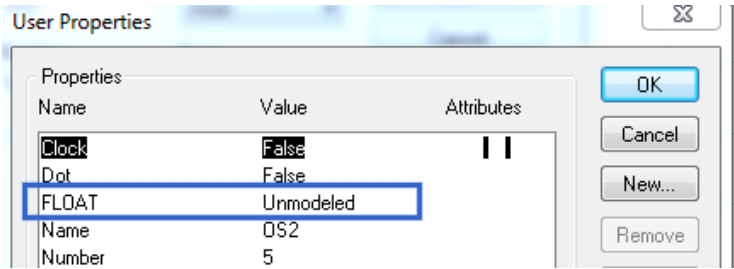 User Properties
Properties
OK
Name Value Attributes
Clock False
Cancel
Dot False
New...
FLOAT Unmodeled
Name OS2
Remove
Number 5